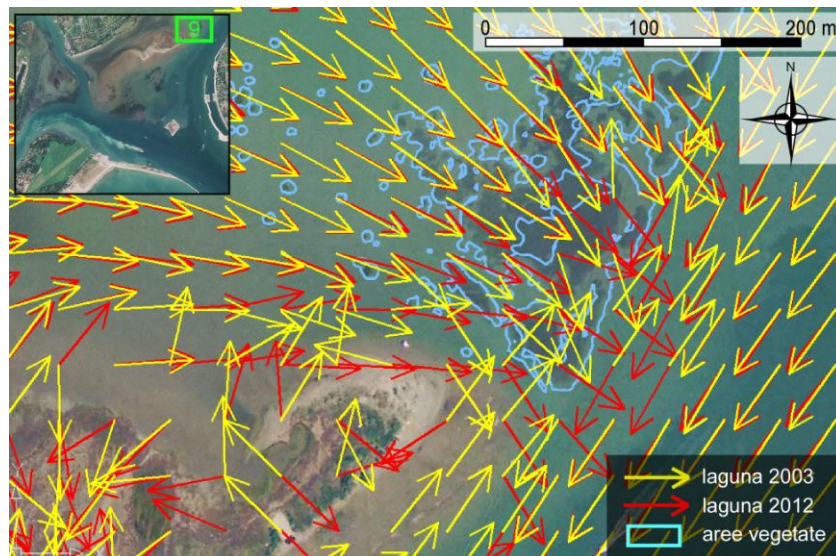 9
0 100 200 m
N
laguna 2003
laguna 2012
aree vegetate